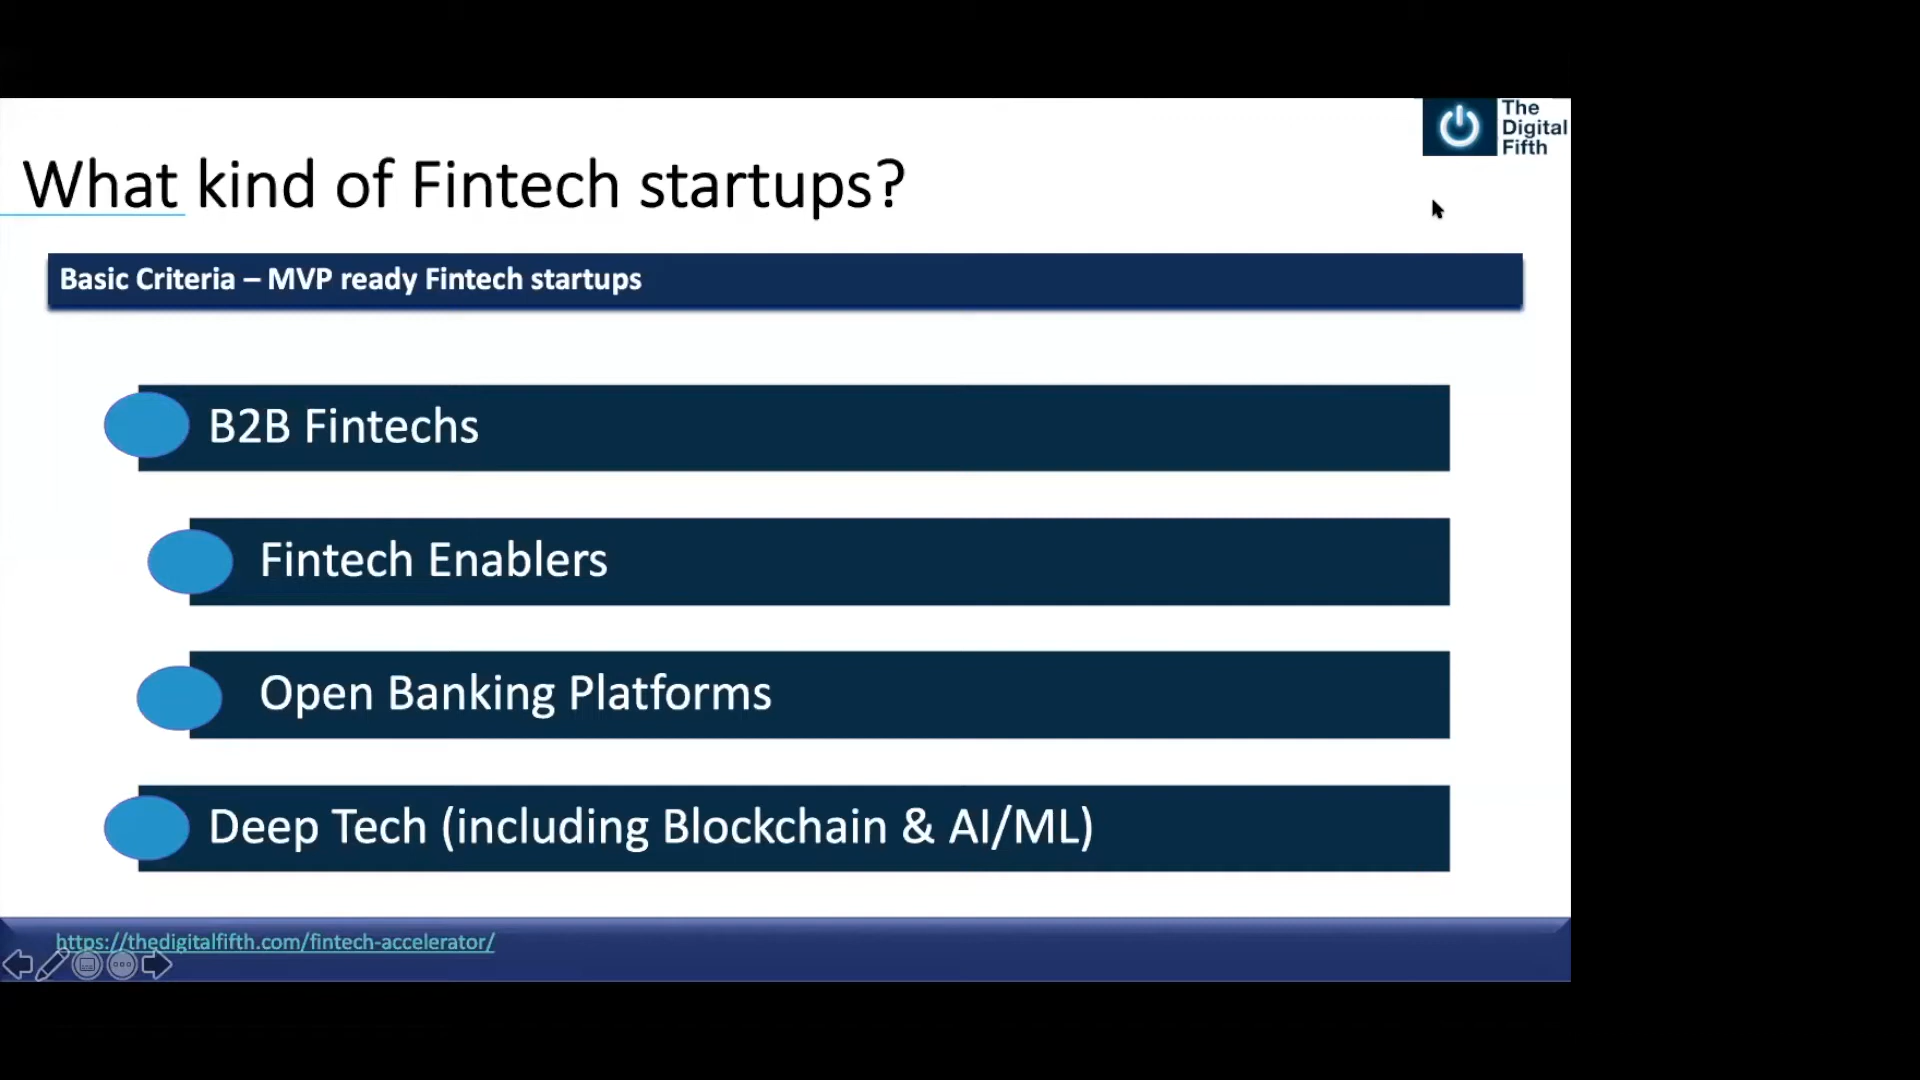 The
Digital
Fifth
What kind of Fintech startups?
Basic Criteria – MVP ready Fintech startups
B2B Fintechs
Fintech Enablers
Open Banking Platforms
Deep Tech (including Blockchain & AI/ML)
https://thedigitalfifth.com/fintech-accelerator/